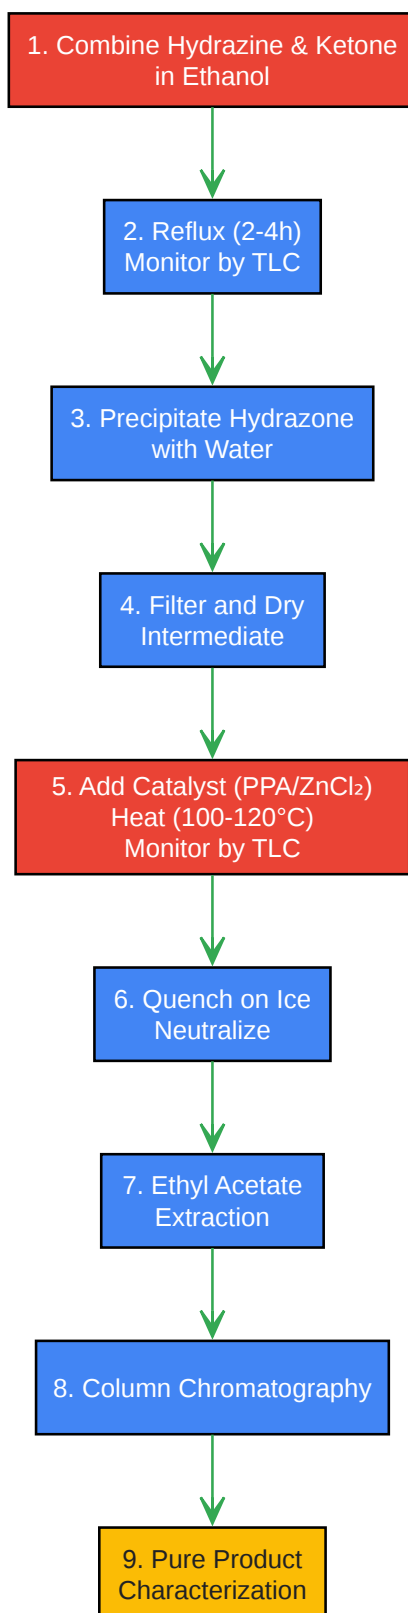 1. Combine Hydrazine & Ketone
in Ethanol
2. Reflux (2-4h)
Monitor by TLC
3. Precipitate Hydrazone
with Water
4. Filter and Dry
Intermediate
5. Add Catalyst (PPA/ZnCl₂)
Heat (100-120°C)
Monitor by TLC
6. Quench on Ice
Neutralize
7. Ethyl Acetate
Extraction
8. Column Chromatography
9. Pure Product
Characterization